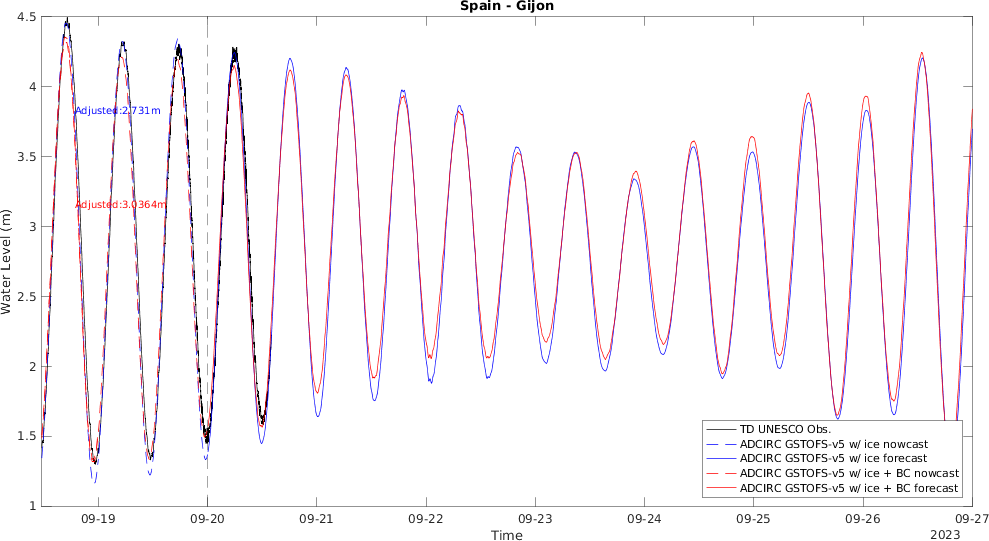 Spain - Gijon
4.5
4
3.5
3
2.5
2
1.5
1
Water Level (m)
Adjusted:2.731m
Adjusted:3.0364m
TD UNESCO Obs.
ADCIRC GSTOFS-v5 w/ ice nowcast
ADCIRC GSTOFS-v5 w/ ice forecast
ADCIRC GSTOFS-v5 w/ ice + BC nowcast
ADCIRC GSTOFS-v5 w/ ice + BC forecast
09-19 09-20 09-21 09-22 09-23 09-24 09-25 09-26 09-27
Time
2023